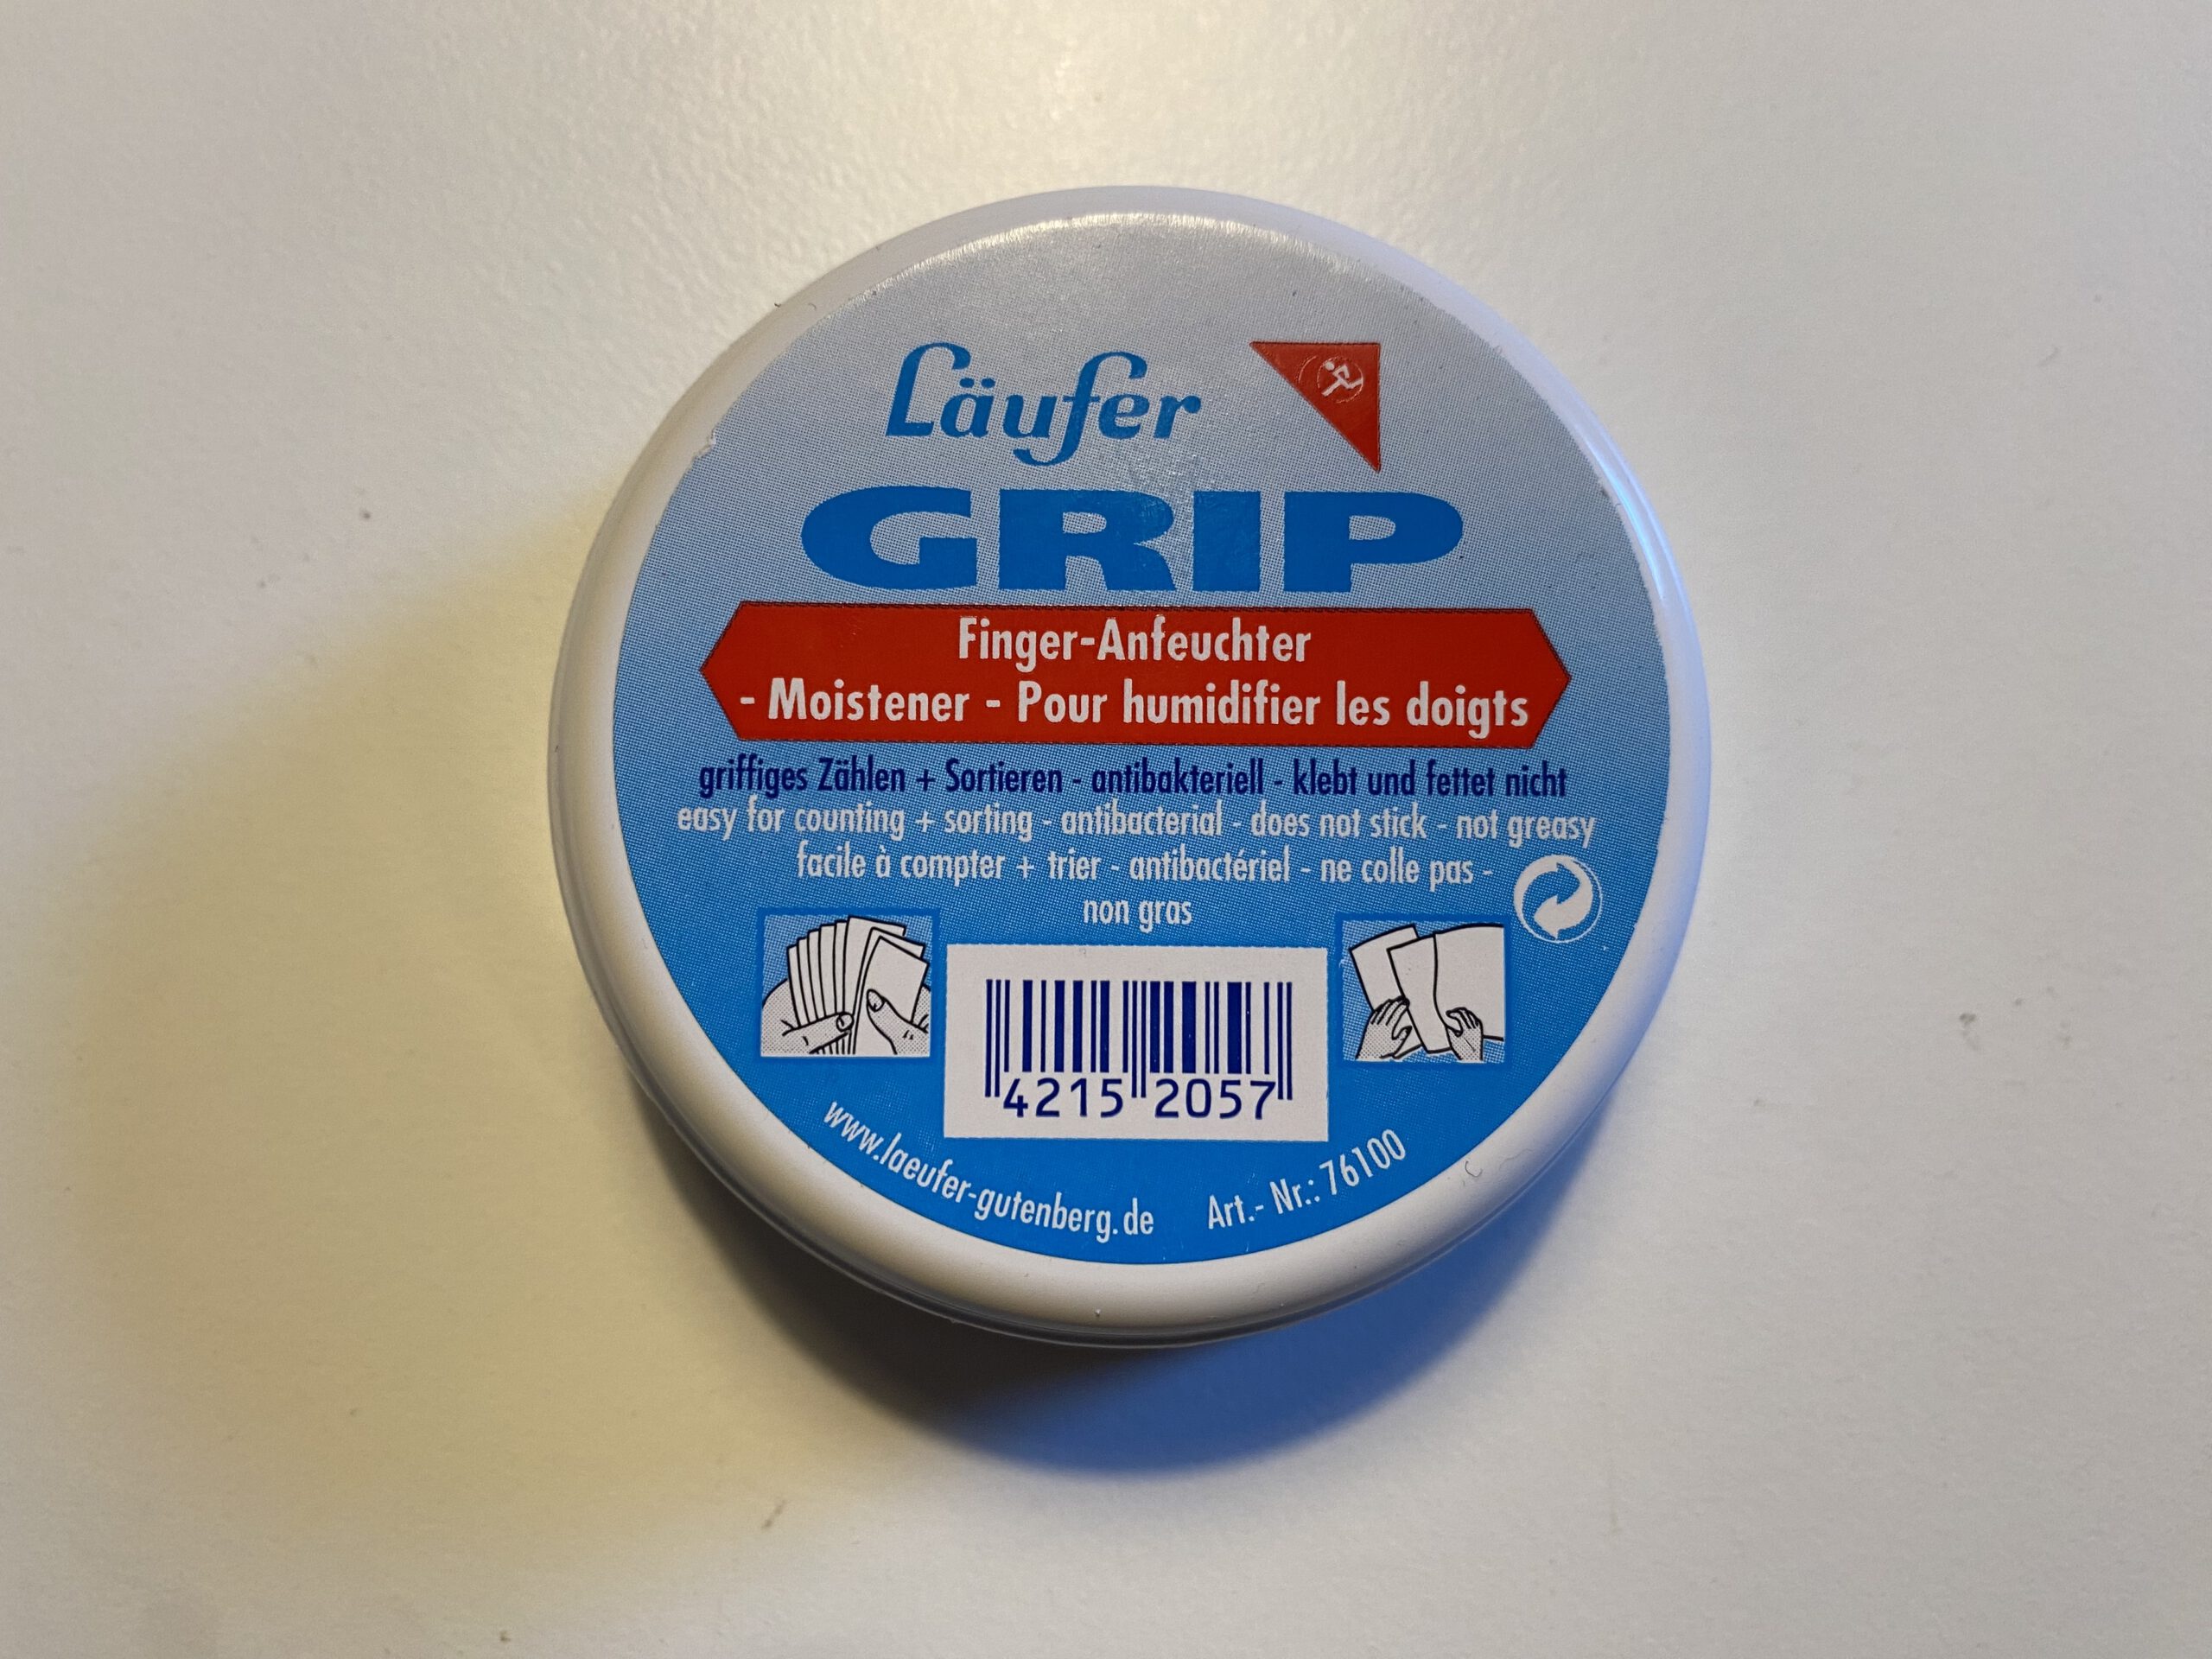 Läufer
GRIP
Finger-Anfeuchter
- Moistener - Pour humidifier les doigts
griffiges Zählen + Sortieren - antibakteriell - klebt und fettet nicht
easy for counting + sorting - antibacterial - does not stick - not greasy
facile à compter + trier - antibactériel - ne colle pas -
non gras
4215 2057
www.laeufer-gutenberg.de Art.- Nr.: 76100